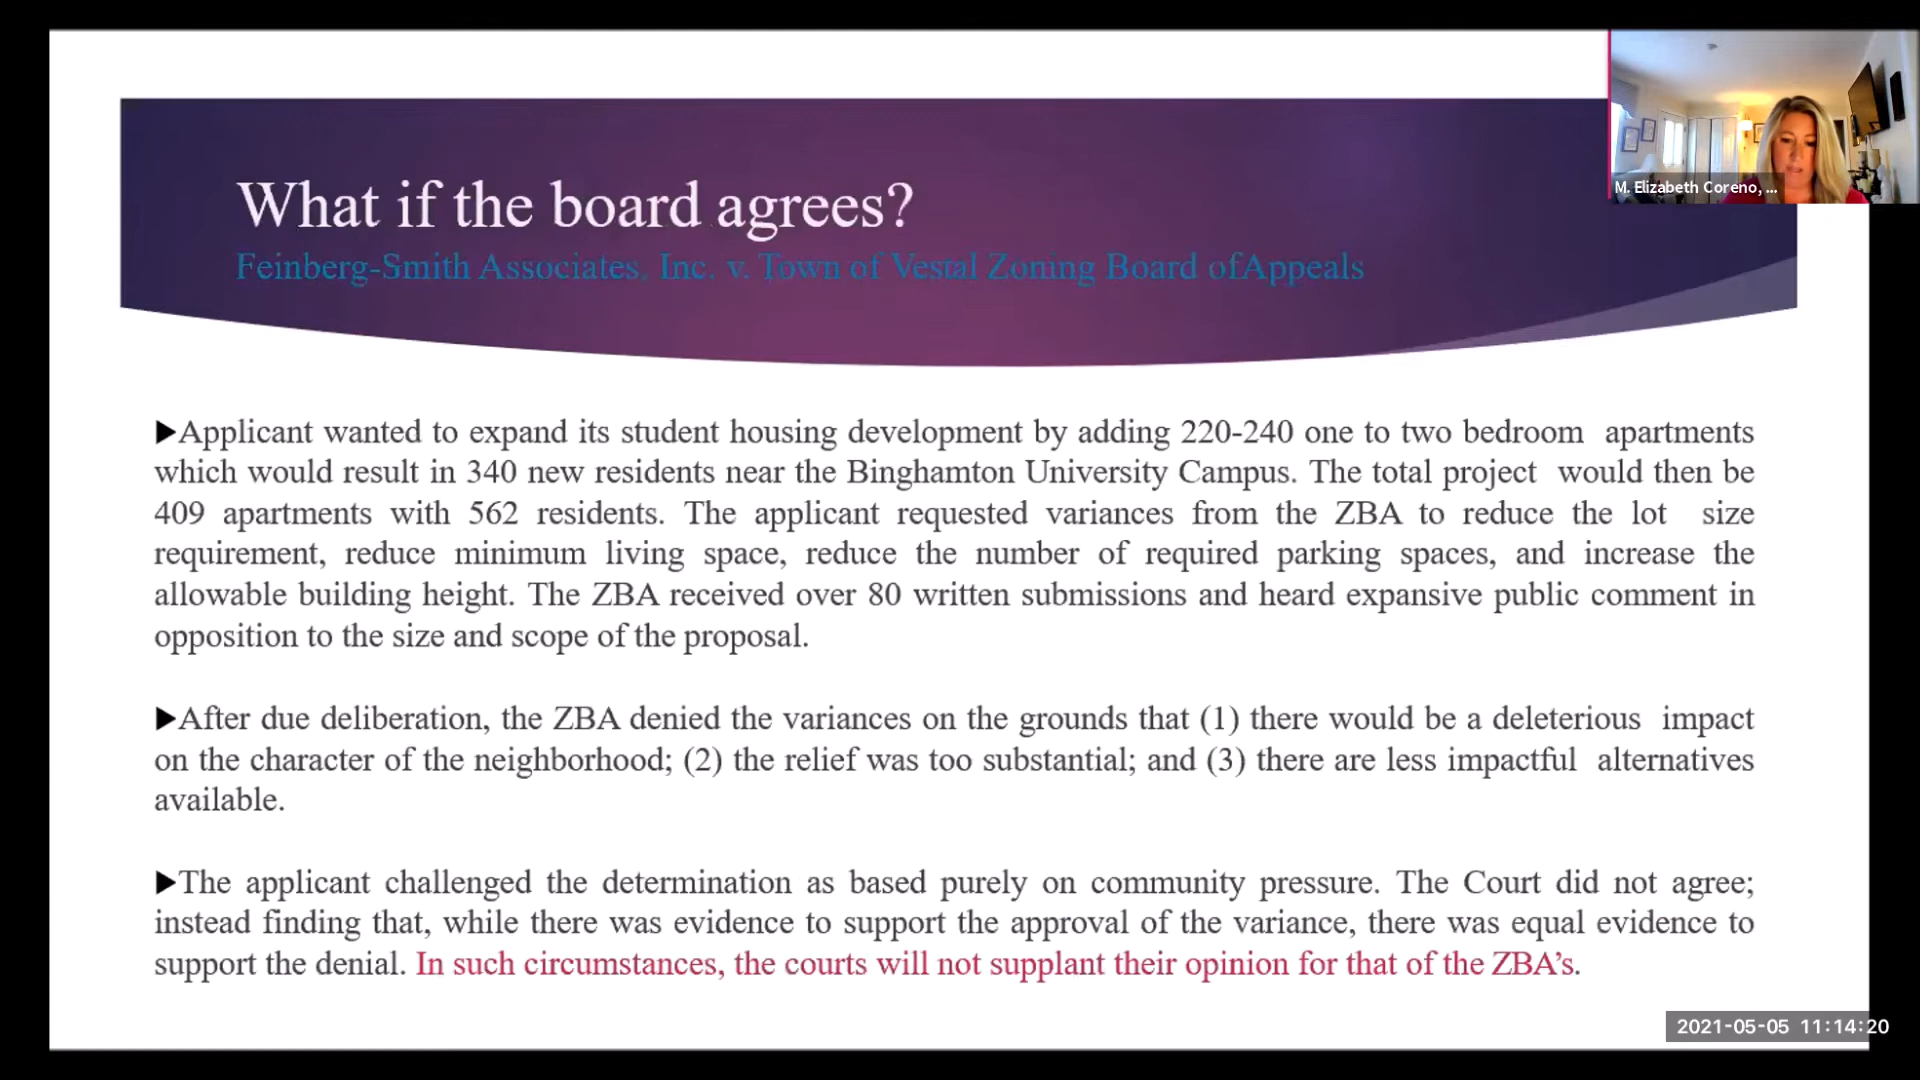 M. Elizabeth Coreno, ...
What if the board agrees?
Feinberg-Smith Associates, Inc. v. Town of Vestal Zoning Board ofAppeals
▶Applicant wanted to expand its student housing development by adding 220-240 one to two bedroom apartments
which would result in 340 new residents near the Binghamton University Campus. The total project would then be
409 apartments with 562 residents. The applicant requested variances from the ZBA to reduce the lot size
requirement, reduce minimum living space, reduce the number of required parking spaces, and increase the
allowable building height. The ZBA received over 80 written submissions and heard expansive public comment in
opposition to the size and scope of the proposal.
▶After due deliberation, the ZBA denied the variances on the grounds that (1) there would be a deleterious impact
on the character of the neighborhood; (2) the relief was too substantial; and (3) there are less impactful alternatives
available.
▶The applicant challenged the determination as based purely on community pressure. The Court did not agree;
instead finding that, while there was evidence to support the approval of the variance, there was equal evidence to
support the denial. In such circumstances, the courts will not supplant their opinion for that of the ZBA’s.
2021-05-05 11:14:20